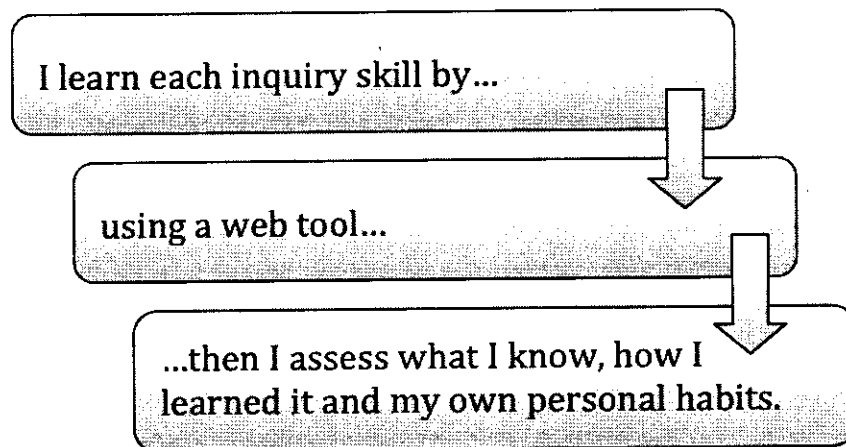 I learn each inquiry skill by...
using a web tool...
...then I assess what I know, how I
learned it and my own personal habits.